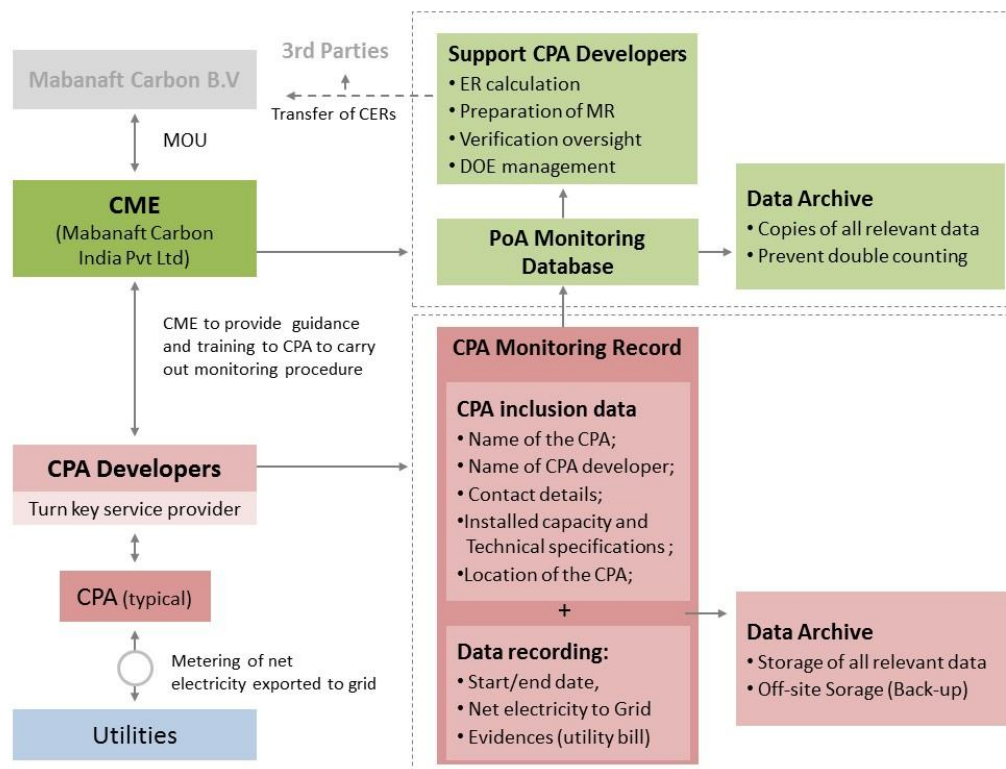 Mabanaft Carbon B.V
3rd Parties
Transfer of CERs
MOU
CME
(Mabanaft Carbon
India Pvt Ltd)
CME to provide guidance
and training to CPA to carry
out monitoring procedure
CPA Developers
Turn key service provider
CPA (typical)
Metering of net
electricity exported to grid
Utilities
Support CPA Developers
• ER calculation
• Preparation of MR
• Verification oversight
• DOE management
PoA Monitoring
Database
Data Archive
• Copies of all relevant data
• Prevent double counting
CPA Monitoring Record
CPA inclusion data
• Name of the CPA;
• Name of CPA developer;
• Contact details;
•Installed capacity and
Technical specifications ;
•Location of the CPA;
+
Data recording:
• Start/end date,
• Net electricity to Grid
• Evidences (utility bill)
Data Archive
• Storage of all relevant data
• Off-site Sorage (Back-up)